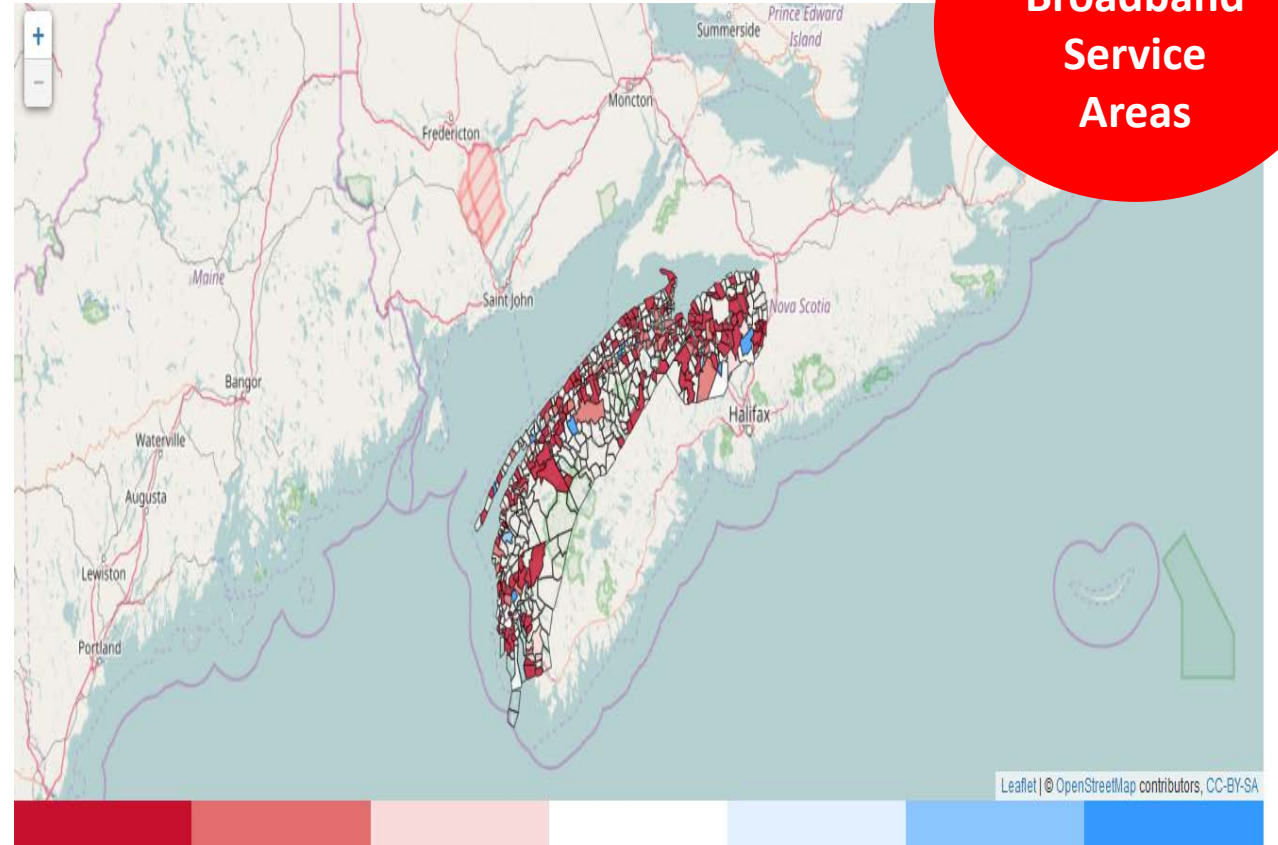 Broadband
Service
Areas
+
−
Prince Edward
Island
Summerside
Moncton
Fredericton
Maine
Saint John
Nova Scotia
Bangor
Halifax
Waterville
Augusta
Lewiston
Portland
Leaflet | © OpenStreetMap contributors, CC-BY-SA